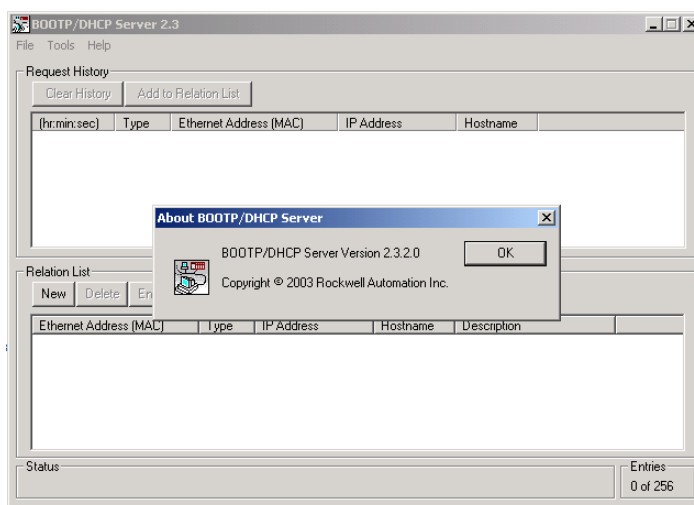 BOOTP/DHCP Server 2.3
File Tools Help
Request History
Clear History Add to Relation List
(hr:min:sec) Type Ethernet Address (MAC) IP Address Hostname
About BOOTP/DHCP Server
BOOTP/DHCP Server Version 2.3.2.0 OK
Copyright © 2003 Rockwell Automation Inc.
Relation List
New Delete En
Ethernet Address (MAC) Type IP Address Hostname Description
Status Entries
0 of 256